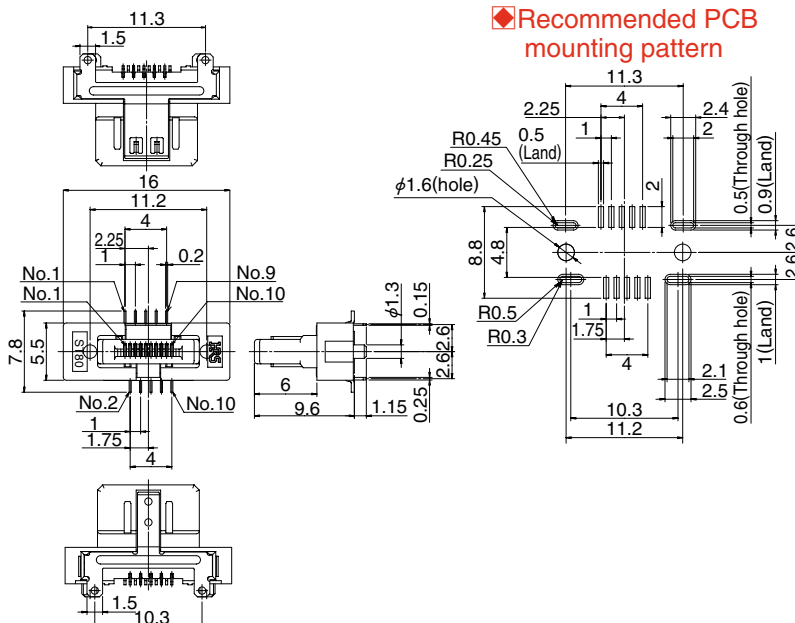 ◆Recommended PCB
mounting pattern
11.3
1.5
16
11.2
4
2.25
1
0.2
No.1
No.9
No.1
No.10
7.8
5.5
ST80
HRS
No.2
No.10
1
1.75
4
φ1.3
0.15
2.6
2.6
6
9.6
1.15
0.25
1.5
10.3
11.3
4
2.25
2.4
1
2
0.5
(Land)
R0.45
R0.25
φ1.6(hole)
2
0.5(Through hole)
0.9(Land)
8.8
4.8
2.6
2.6
R0.5
R0.3
1
1.75
4
2.1
2.5
10.3
11.2
0.6(Through hole)
1(Land)